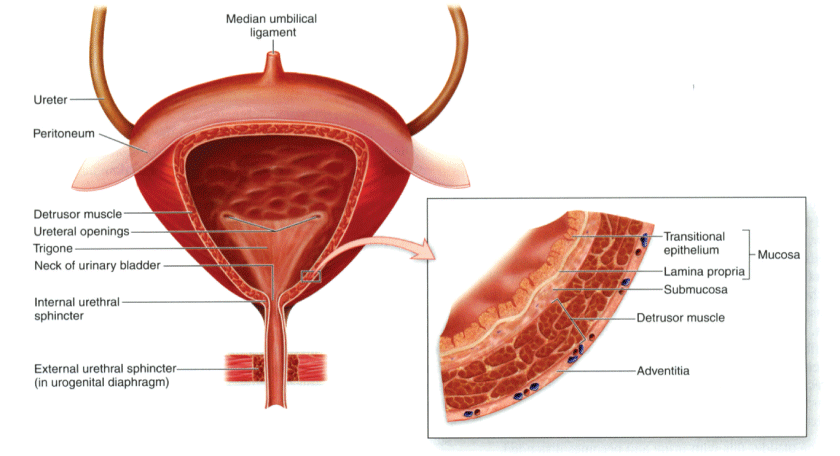 Median umbilical
ligament
Ureter
Peritoneum
Detrusor muscle
Ureteral openings
Trigone
Neck of urinary bladder
Internal urethral
sphincter
External urethral sphincter
(in urogenital diaphragm)
Transitional
epithelium
Mucosa
Lamina propria
Submucosa
Detrusor muscle
Adventitia